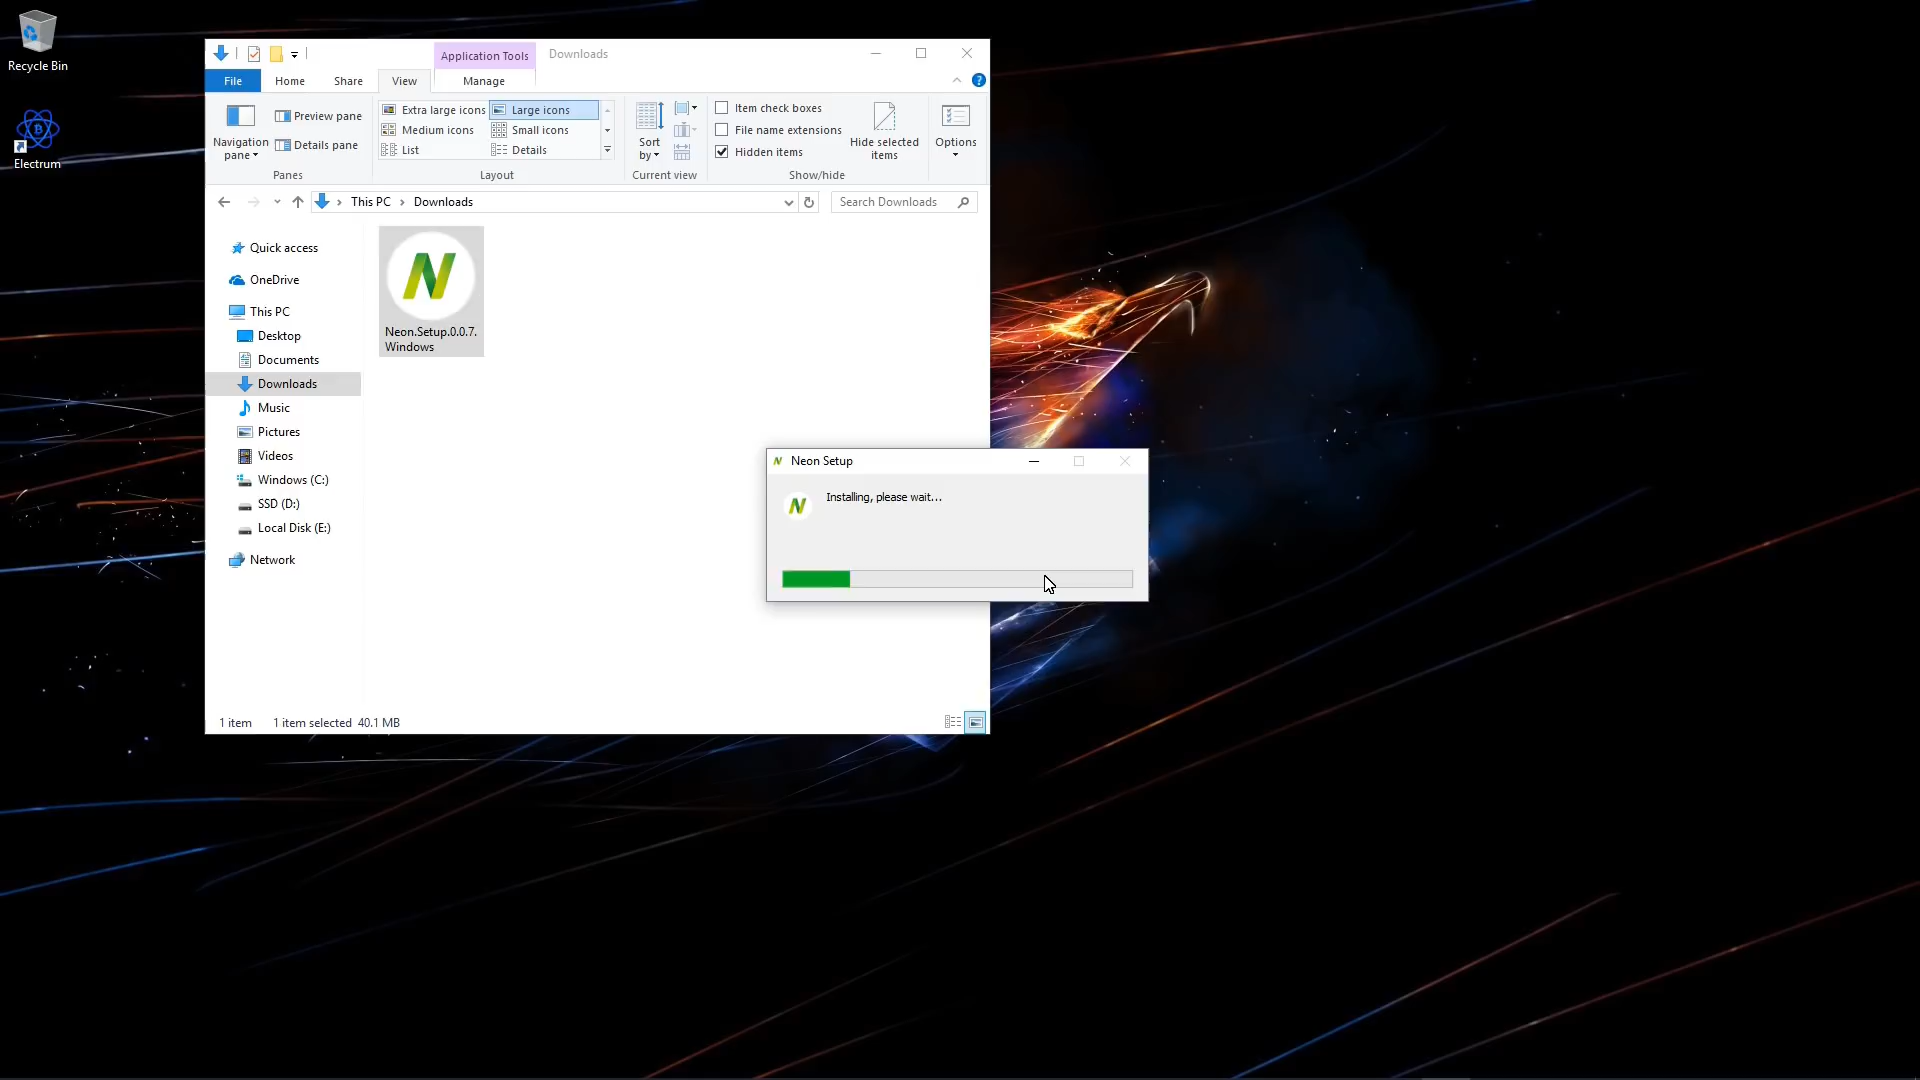 Recycle Bin
Electrum
Application Tools
Downloads
File
Home
Share
View
Manage
Navigation
pane
Preview pane
Details pane
Panes
Extra large icons
Large icons
Medium icons
Small icons
List
Details
Layout
Sort
by
Current view
Item check boxes
File name extensions
Hidden items
Hide selected
items
Show/hide
Options
This PC > Downloads
Search Downloads
Quick access
OneDrive
This PC
Desktop
Documents
Downloads
Music
Pictures
Videos
Windows (C:)
SSD (D:)
Local Disk (E:)
Network
Neon.Setup.0.0.7.
Windows
Neon Setup
Installing, please wait...
1 item
1 item selected 40.1 MB